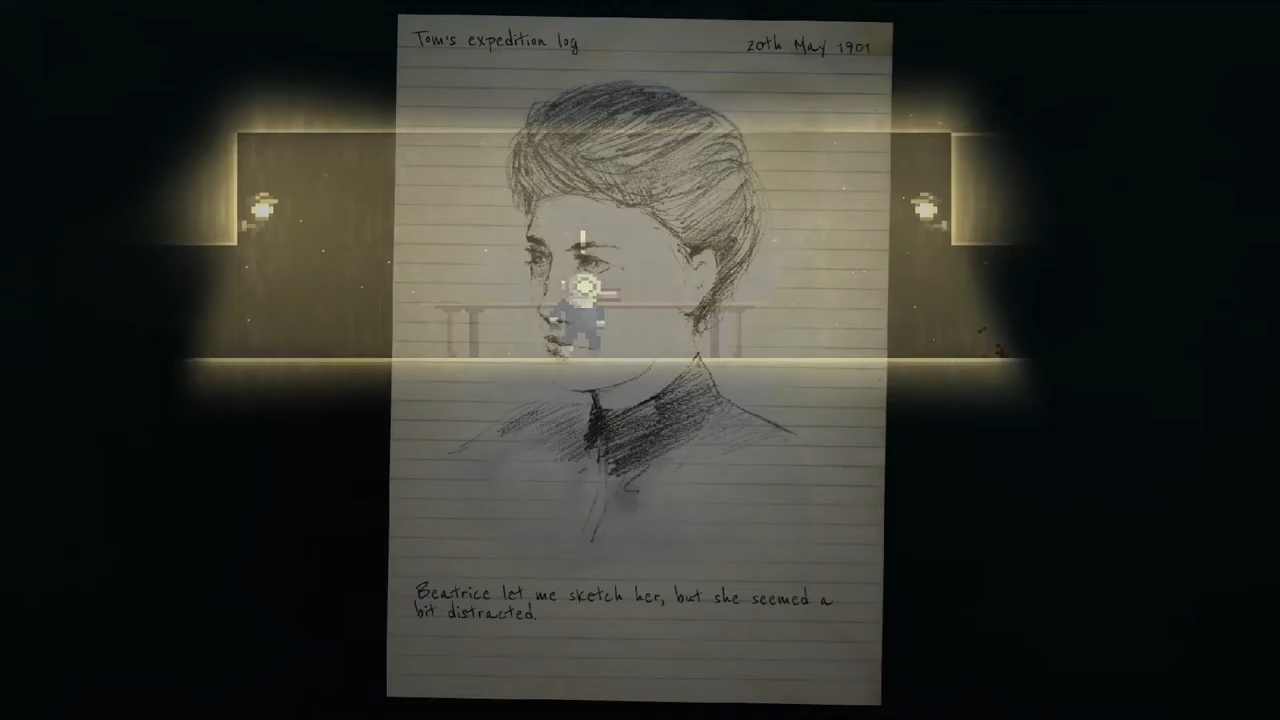 Tom's expedition log
20th May 1901
Beatrice let me sketch her, but she seemed a
bit distracted.